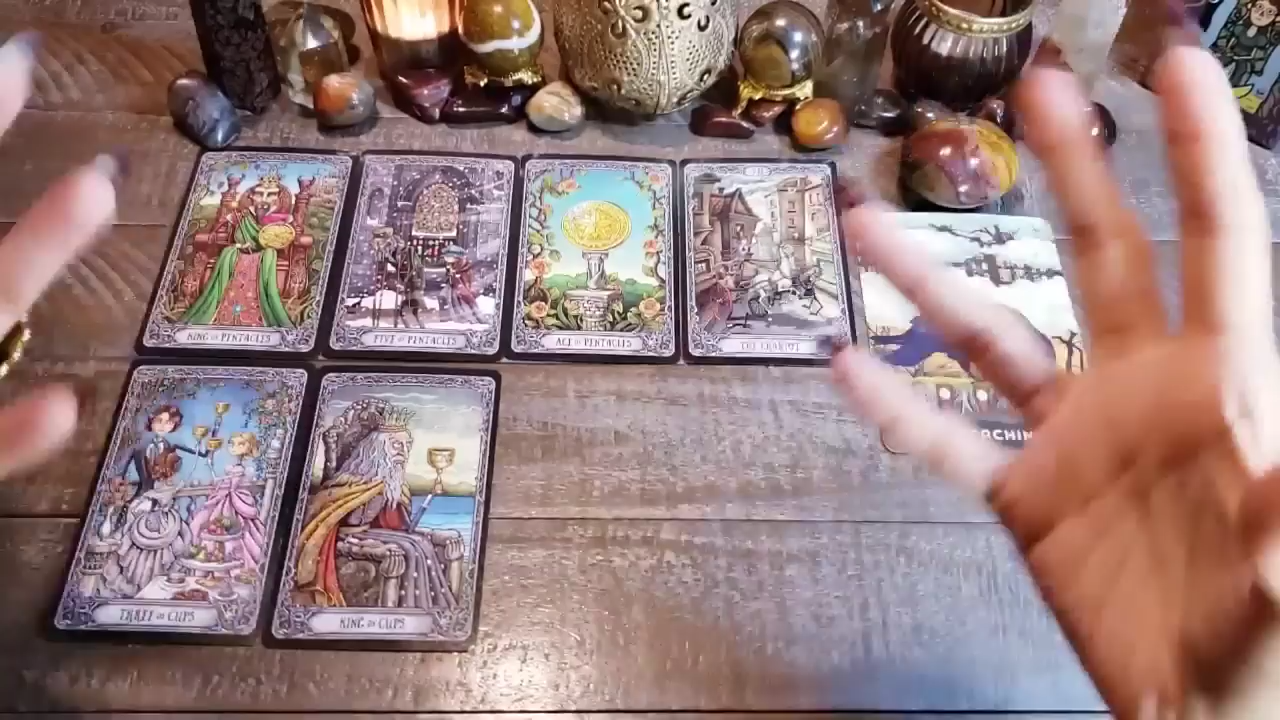 KING OF PENTACLES
FIVE OF PENTACLES
ACE OF PENTACLES
THE CHARIOT
THREE OF CUPS
KING OF CUPS